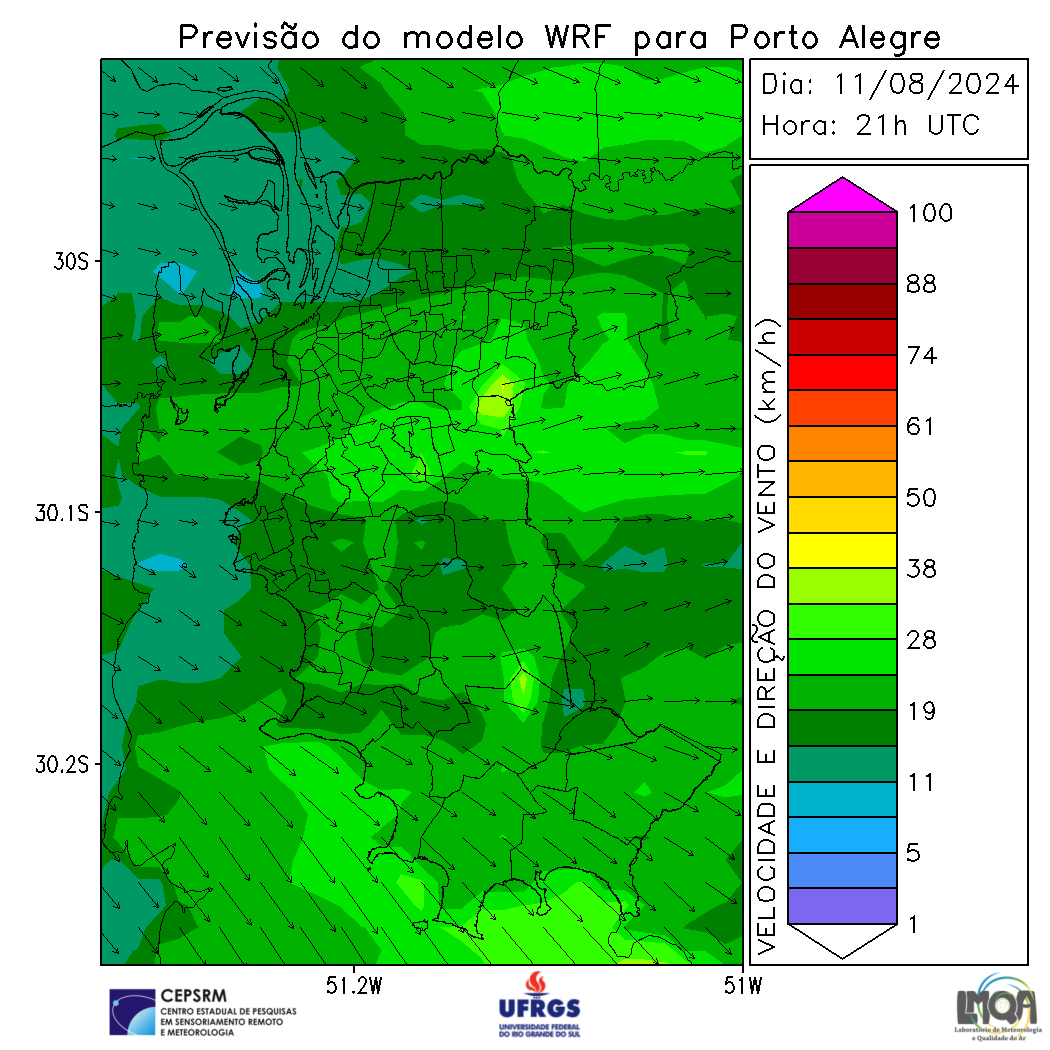 Previsão do modelo WRF para Porto Alegre
Dia: 11/08/2024
Hora: 21h UTC
30S
30.1S
30.2S
51.2W
51W
VELOCIDADE E DIREÇÃO DO VENTO (km/h)
100
88
74
61
50
38
28
19
11
5
1
CEPSRM
CENTRO ESTADUAL DE PESQUISAS
EM SENSORIAMENTO REMOTO
E METEOROLOGIA
UFRGS
UNIVERSIDADE FEDERAL
DO RIO GRANDE DO SUL
LMQA
Laboratório de Meteorologia
e Qualidade do Ar